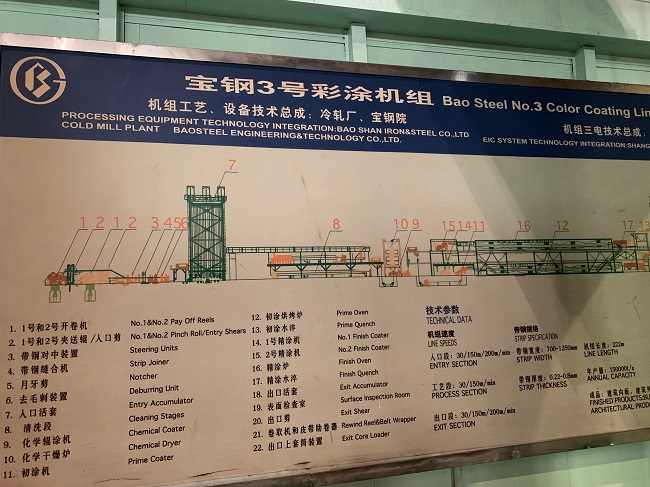 宝钢3号彩涂机组 Bao Steel No.3 Color Coating Lin
机组工艺、设备技术总成：冷轧厂、宝钢院
PROCESSING EQUIPMENT TECHNOLOGY INTEGRATION:BAO SHAN IRON&STEEL CO.,LTD
COLD MILL PLANT BAOSTEEL ENGINEERING&TECHNOLOGY CO.,LTD.
机组三电技术总成：
EIC SYSTEM TECHNOLOGY INTEGRATION:SHANG
7
1 2 1 2 3 4 5 6 8 10 9 15 14 11 16 12 17 13
1. 1号和2号开卷机 No.1&No.2 Pay Off Reels
2. 1号和2号夹送辊/入口剪 No.1&No.2 Pinch Roll/Entry Shears
3. 带钢对中装置 Steering Units
4. 带钢缝合机 Strip Joiner
5. 月牙剪 Notcher
6. 去毛刺装置 Deburring Unit
7. 入口活套 Entry Accumulator
8. 清洗段 Cleaning Stages
9. 化学辊涂机 Chemical Coater
10. 化学干燥炉 Chemical Dryer
11. 初涂机 Prime Coater
12. 初涂烘烤炉 Prime Oven
13. 初涂水淬 Prime Quench
14. 1号精涂机 No.1 Finish Coater
15. 2号精涂机 No.2 Finish Coater
16. 精涂炉 Finish Oven
17. 精涂水淬 Finish Quench
18. 出口活套 Exit Accumulator
19. 表面检查室 Surface Inspection Room
20. 出口剪 Exit Shear
21. 卷取机和皮带助卷器 Rewind Reel&Belt Wrapper
22. 出口上套筒装置 Exit Core Loader
技术参数
TECHNICAL DATA
机组速度
LINE SPEEDS
入口段：30/150m/200m/min
ENTRY SECTION
工艺段：30/150m/200m/min
PROCESS SECTION
出口段：30/150m/200m/min
EXIT SECTION
带钢规格
STRIP SPECIFICATION
带钢宽度：700-1250mm
STRIP WIDTH
带钢厚度：0.22-0.8mm
STRIP THICKNESS
机组长度：222m
LINE LENGTH
年产量：150000t/a
ANNUAL CAPACITY
成品：建筑内板、建筑外
FINISHED PRODUCTS:BU
ARCHITECTURAL PRODU